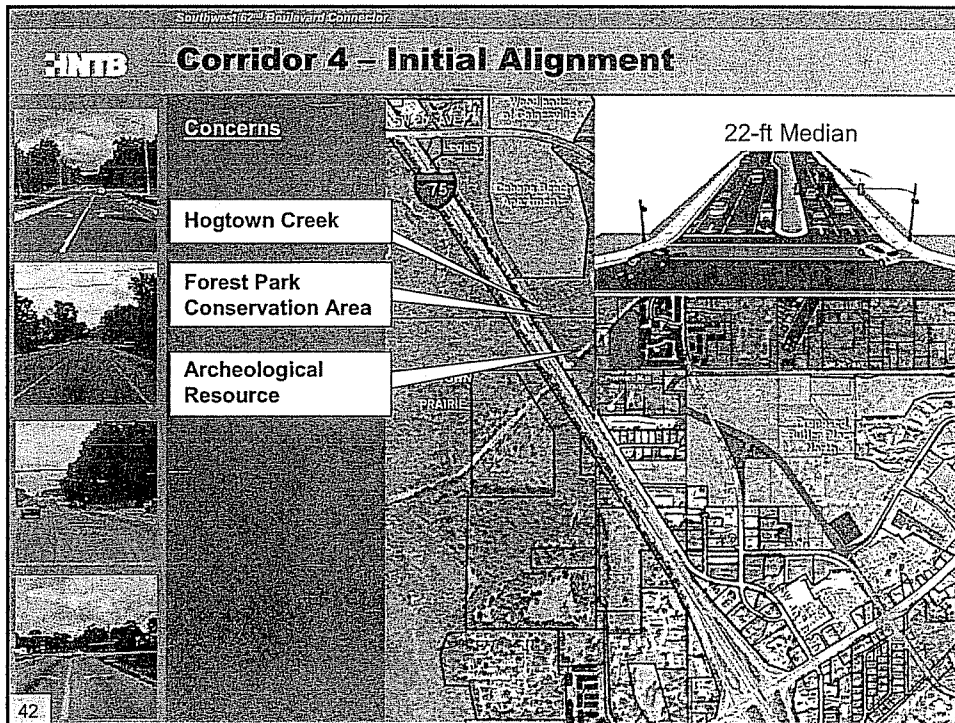 Southwest 62nd Boulevard Connector
HNTB
Corridor 4 – Initial Alignment
Concerns
Hogtown Creek
Forest Park
Conservation Area
Archeological
Resource
75
22-ft Median
PRAIRIE
42